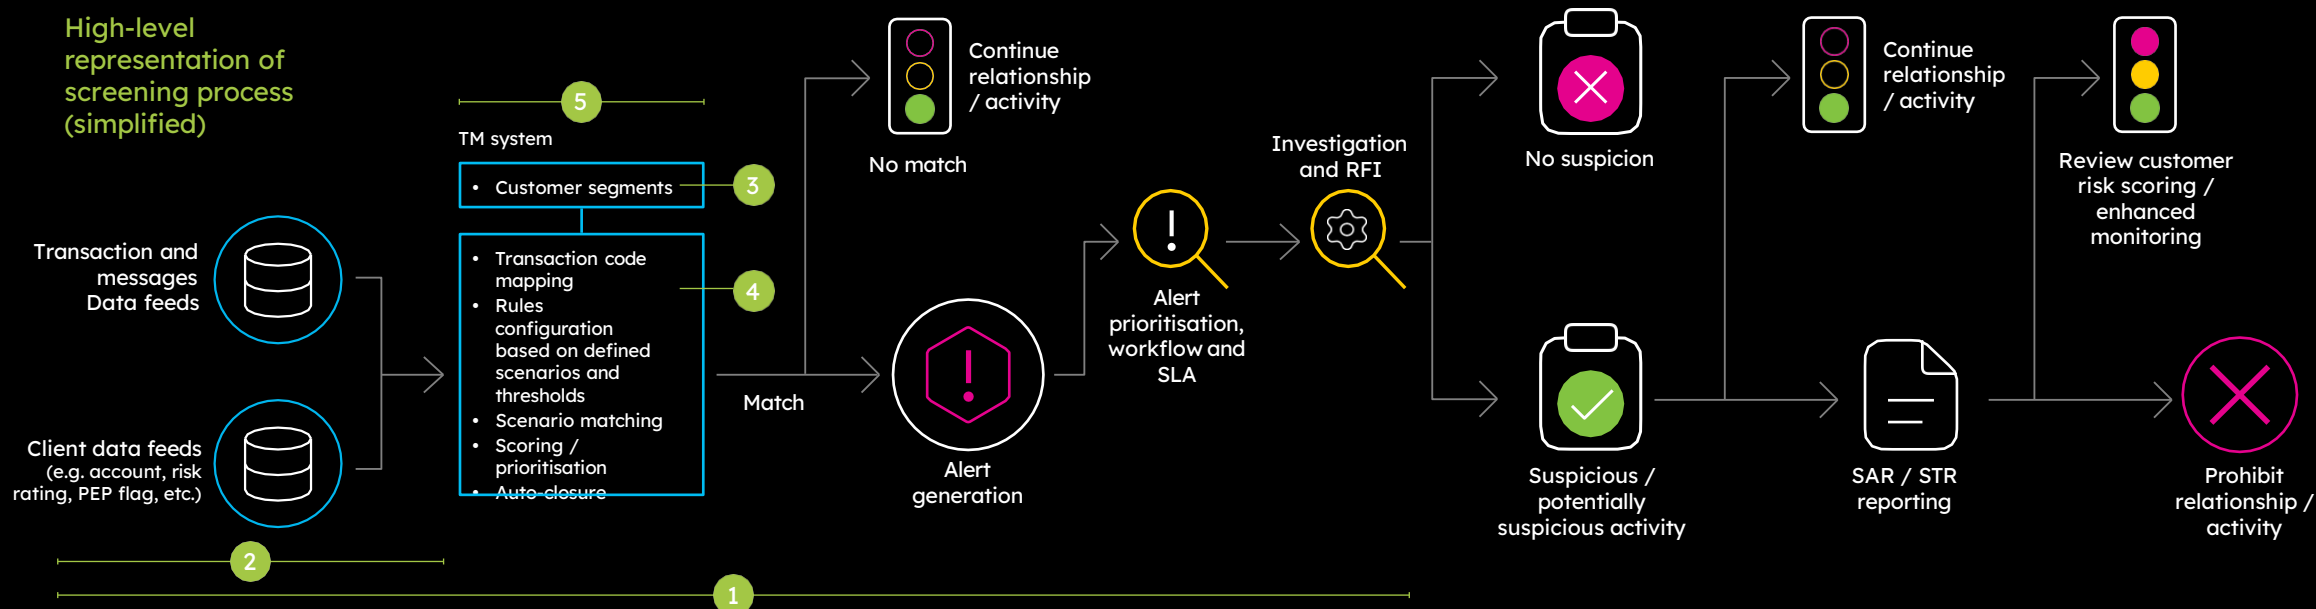 High-level
representation of
screening process
(simplified)
5
TM system
• Customer segments
3
• Transaction code
mapping
• Rules
configuration
based on defined
scenarios and
thresholds
• Scenario matching
• Scoring /
prioritisation
• Auto-closure
4
Transaction and
messages
Data feeds
Client data feeds
(e.g. account, risk
rating, PEP flag, etc.)
2
1
Continue
relationship
/ activity
No match
Match
Alert
generation
Alert
prioritisation,
workflow and
SLA
Investigation
and RFI
No suspicion
Suspicious /
potentially
suspicious activity
Continue
relationship
/ activity
SAR / STR
reporting
Review customer
risk scoring /
enhanced
monitoring
Prohibit
relationship /
activity